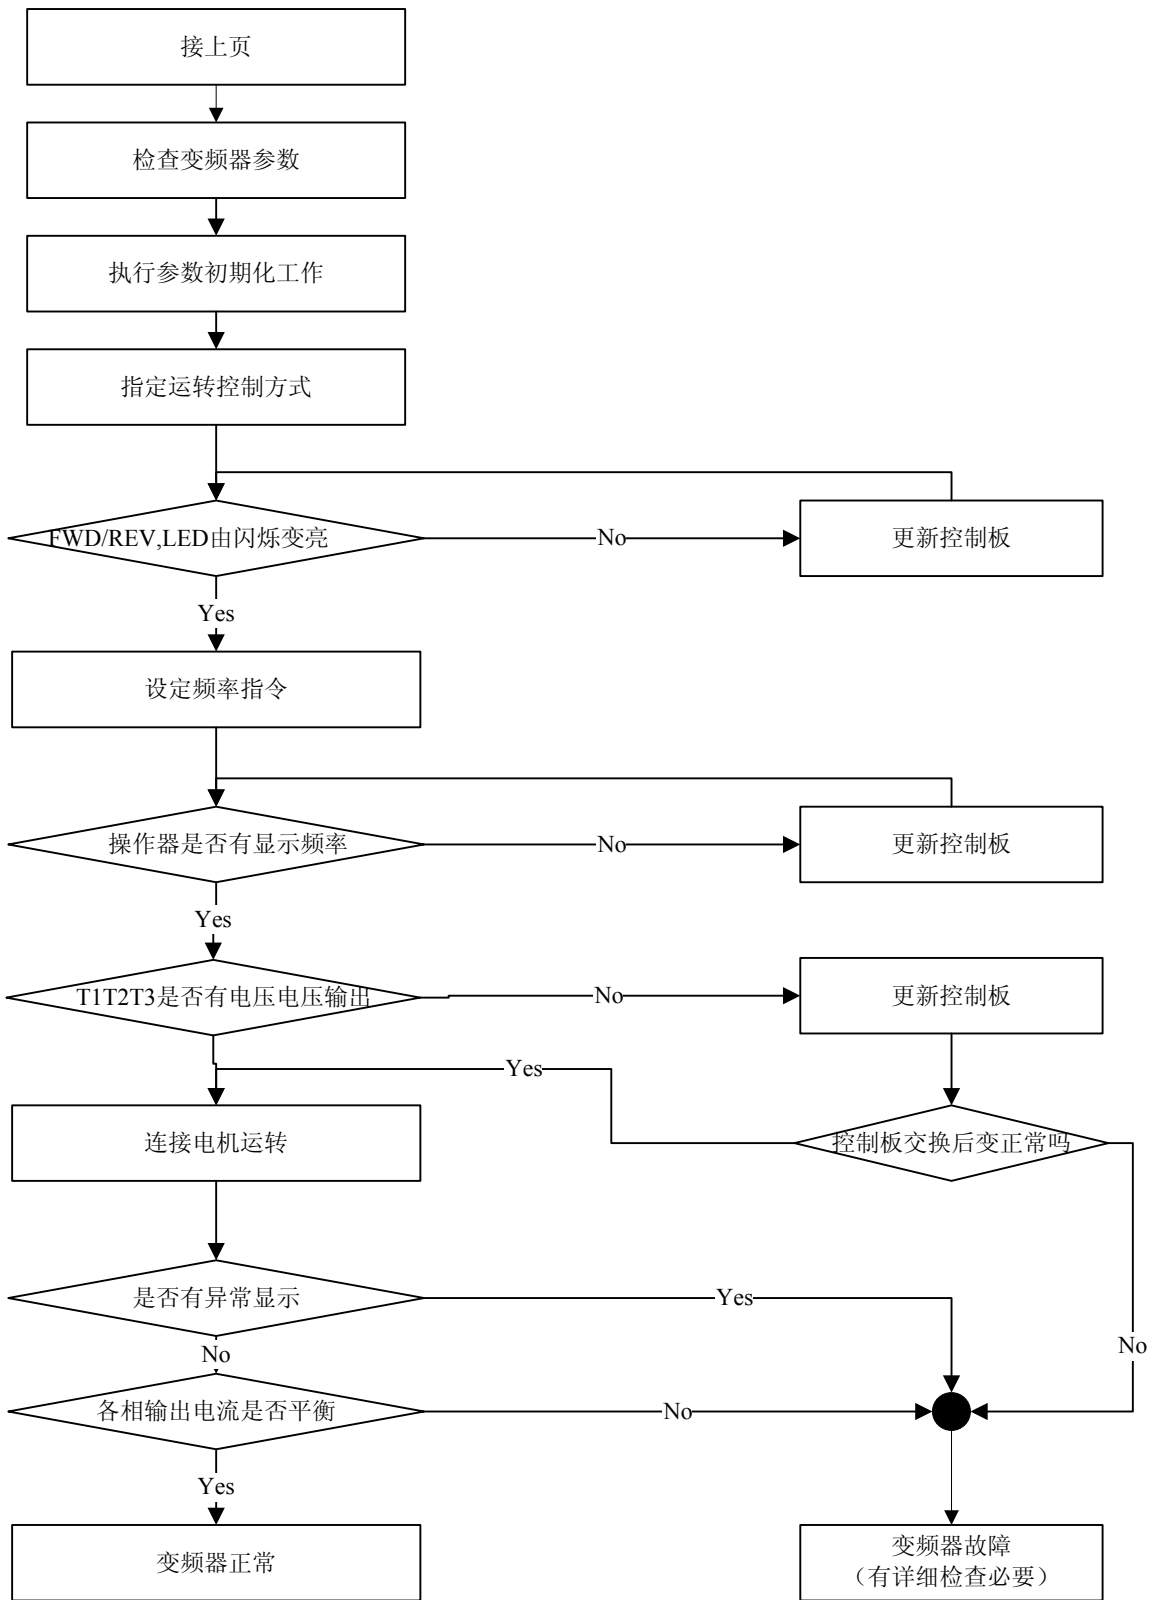 接上页
检查变频器参数
执行参数初期化工作
指定运转控制方式
FWD/REV,LED由闪烁变亮
No
更新控制板
Yes
设定频率指令
操作器是否有显示频率
No
更新控制板
Yes
T1T2T3是否有电压电压输出
No
更新控制板
Yes
连接电机运转
控制板交换后变正常吗
是否有异常显示
Yes
No
No
各相输出电流是否平衡
No
Yes
变频器正常
变频器故障
（有详细检查必要）